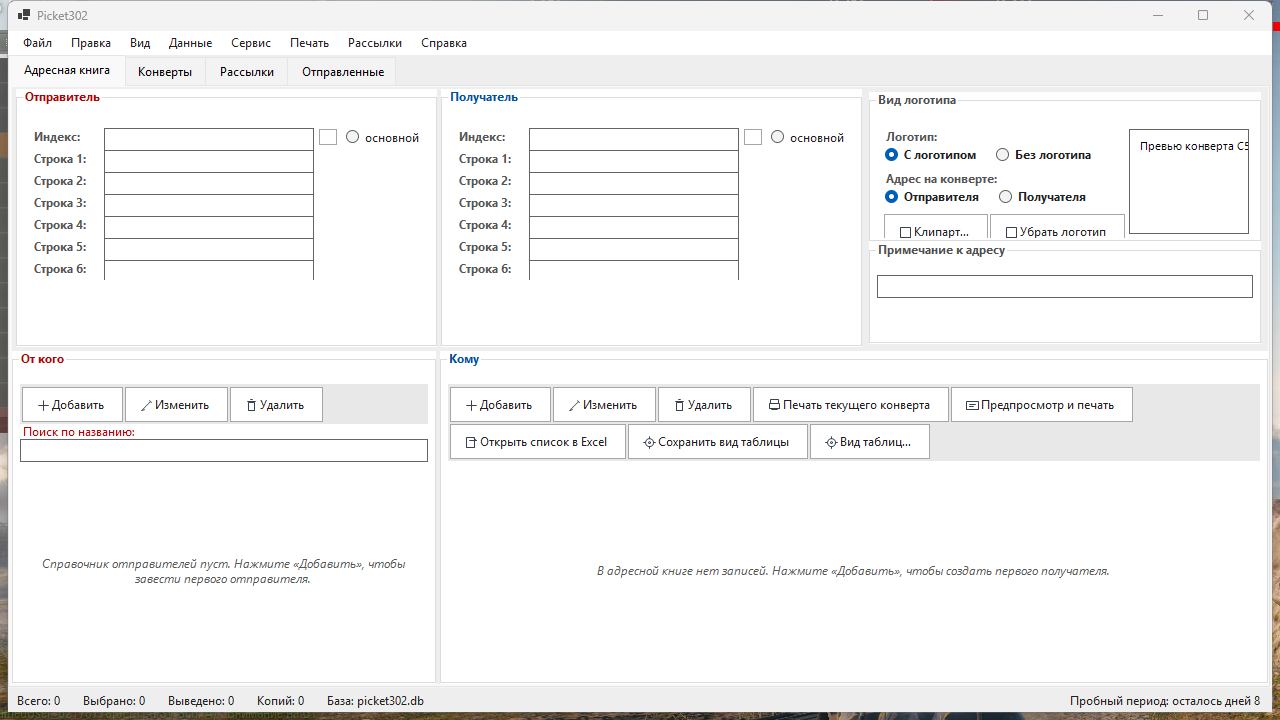 Picket302
Файл Правка Вид Данные Сервис Печать Рассылки Справка
Адресная книга Конверты Рассылки Отправленные
Отправитель
Индекс: основной
Строка 1:
Строка 2:
Строка 3:
Строка 4:
Строка 5:
Строка 6:
Получатель
Индекс: основной
Строка 1:
Строка 2:
Строка 3:
Строка 4:
Строка 5:
Строка 6:
Вид логотипа
Логотип:
С логотипом Без логотипа
Адрес на конверте:
Отправителя Получателя
Клипарт... Убрать логотип
Превью конверта C5
Примечание к адресу
От кого
Добавить Изменить Удалить
Поиск по названию:
Справочник отправителей пуст. Нажмите «Добавить», чтобы
завести первого отправителя.
Кому
Добавить Изменить Удалить Печать текущего конверта Предпросмотр и печать
Открыть список в Excel Сохранить вид таблицы Вид таблиц...
В адресной книге нет записей. Нажмите «Добавить», чтобы создать первого получателя.
Всего: 0 Выбрано: 0 Выведено: 0 Копий: 0 База: picket302.db Пробный период: осталось дней 8